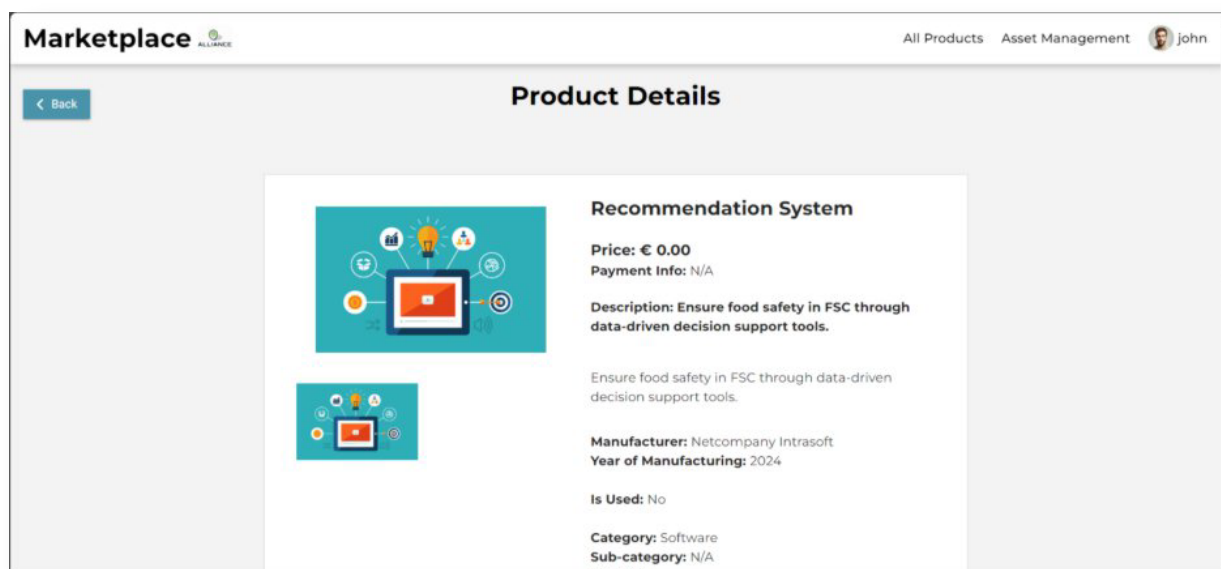 Marketplace ALLIANCE
All Products Asset Management john
Back
Product Details
Recommendation System
Price: € 0.00
Payment Info: N/A
Description: Ensure food safety in FSC through
data-driven decision support tools.
Ensure food safety in FSC through data-driven
decision support tools.
Manufacturer: Netcompany Intrasoft
Year of Manufacturing: 2024
Is Used: No
Category: Software
Sub-category: N/A